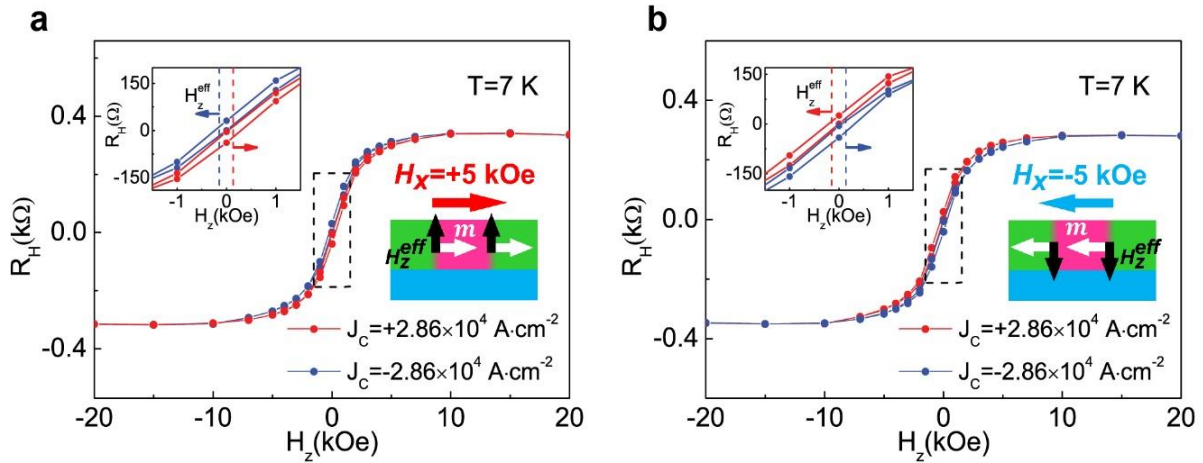 a
T=7 K
R_H(kΩ)
0.4
0.0
-0.4
-20
-10
0
10
20
H_z(kOe)
R_H(Ω)
150
0
-150
-1
0
1
H_z(kOe)
H_z^eff
H_x=+5 kOe
m
H_z^eff
J_C=+2.86×10^4 A·cm^-2
J_C=-2.86×10^4 A·cm^-2
b
T=7 K
R_H(kΩ)
0.4
0.0
-0.4
-20
-10
0
10
20
H_z(kOe)
R_H(Ω)
150
0
-150
-1
0
1
H_z(kOe)
H_z^eff
H_x=-5 kOe
m
H_z^eff
J_C=+2.86×10^4 A·cm^-2
J_C=-2.86×10^4 A·cm^-2